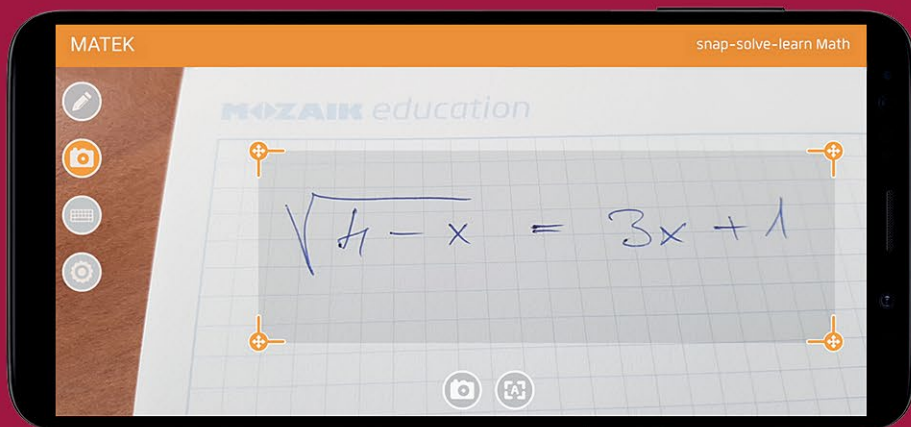 MATEK
snap-solve-learn Math
MOZAIK education
√(4 - x) = 3x + 1
A